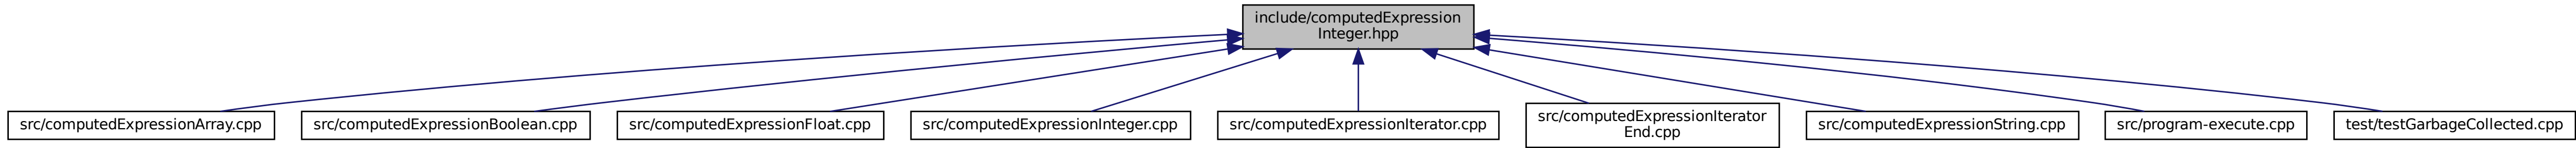 include/computedExpression
Integer.hpp
src/computedExpressionArray.cpp
src/computedExpressionBoolean.cpp
src/computedExpressionFloat.cpp
src/computedExpressionInteger.cpp
src/computedExpressionIterator.cpp
src/computedExpressionIterator
End.cpp
src/computedExpressionString.cpp
src/program-execute.cpp
test/testGarbageCollected.cpp